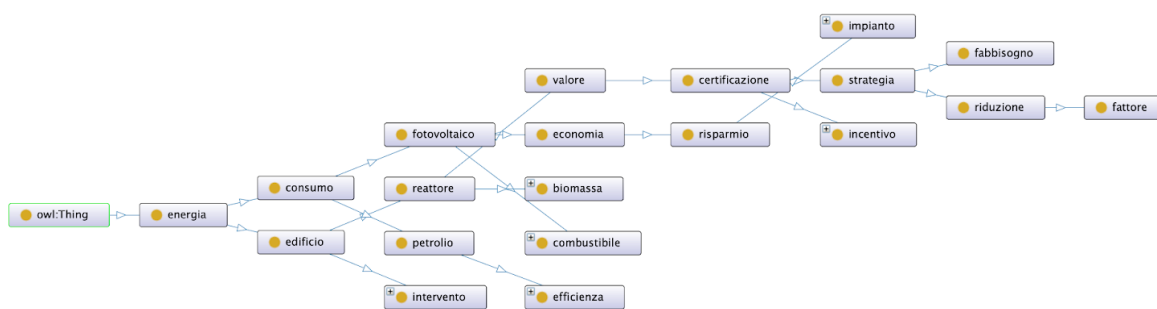 impianto
fabbisogno
valore
certificazione
strategia
riduzione
fattore
fotovoltaico
economia
risparmio
incentivo
consumo
reattore
biomassa
owl:Thing
energia
edificio
petrolio
combustibile
intervento
efficienza